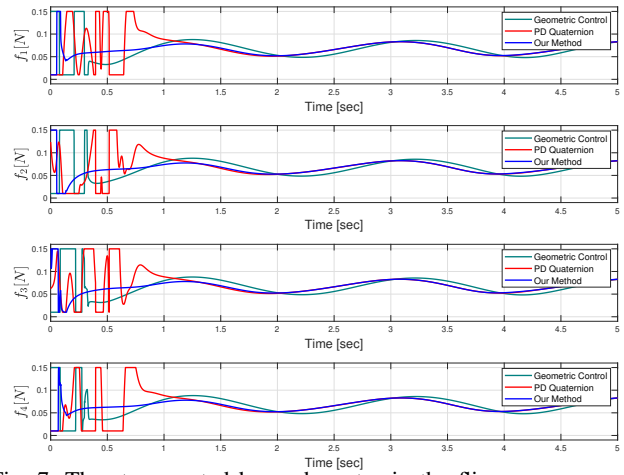 0.15
0.1
0.05
0
f1[N]
Geometric Control
PD Quaternion
Our Method
0 0.5 1 1.5 2 2.5 3 3.5 4 4.5 5
Time [sec]
0.15
0.1
0.05
0
f2[N]
Geometric Control
PD Quaternion
Our Method
0 0.5 1 1.5 2 2.5 3 3.5 4 4.5 5
Time [sec]
0.15
0.1
0.05
0
f3[N]
Geometric Control
PD Quaternion
Our Method
0 0.5 1 1.5 2 2.5 3 3.5 4 4.5 5
Time [sec]
0.15
0.1
0.05
0
f4[N]
Geometric Control
PD Quaternion
Our Method
0 0.5 1 1.5 2 2.5 3 3.5 4 4.5 5
Time [sec]